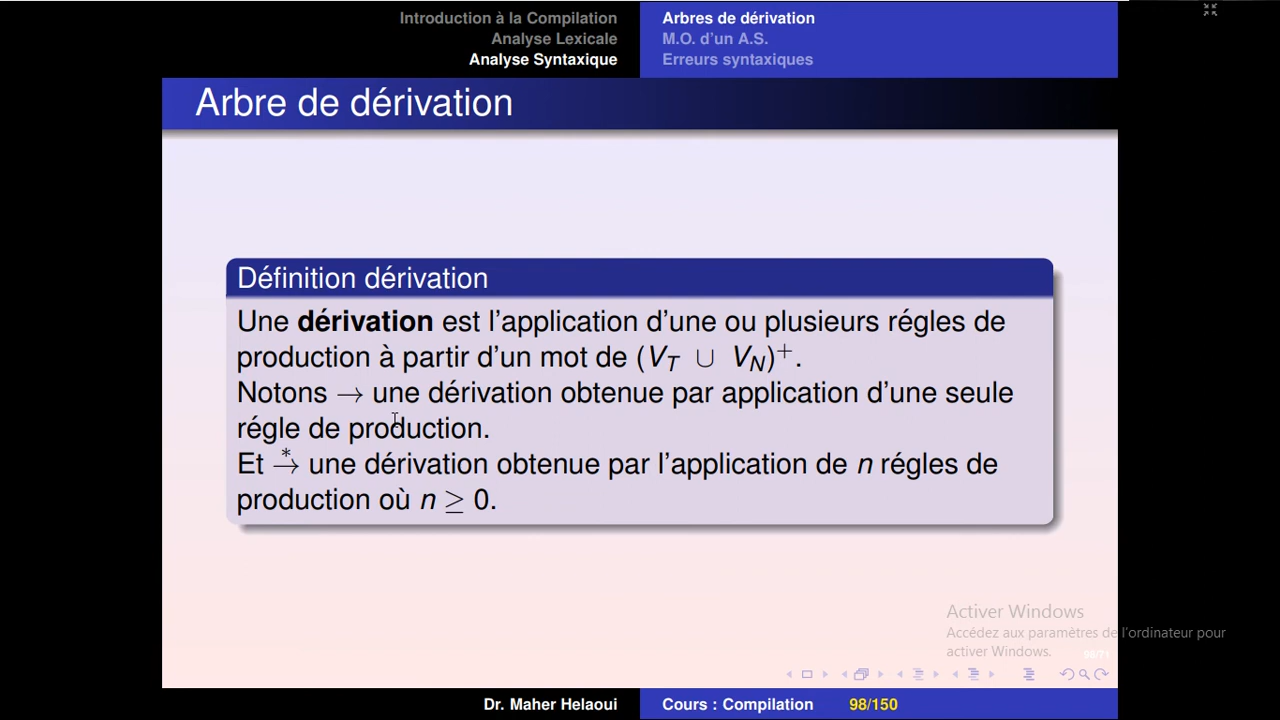 Introduction à la Compilation
Analyse Lexicale
Analyse Syntaxique
Arbres de dérivation
M.O. d'un A.S.
Erreurs syntaxiques
Arbre de dérivation
Définition dérivation
Une dérivation est l'application d'une ou plusieurs régles de
production à partir d'un mot de (V_T ∪ V_N)⁺.
Notons → une dérivation obtenue par application d'une seule
régle de production.
Et →* une dérivation obtenue par l'application de n régles de
production où n ≥ 0.
Activer Windows
Accédez aux paramètres de l'ordinateur pour
activer Windows.
Dr. Maher Helaoui
Cours : Compilation
98/150